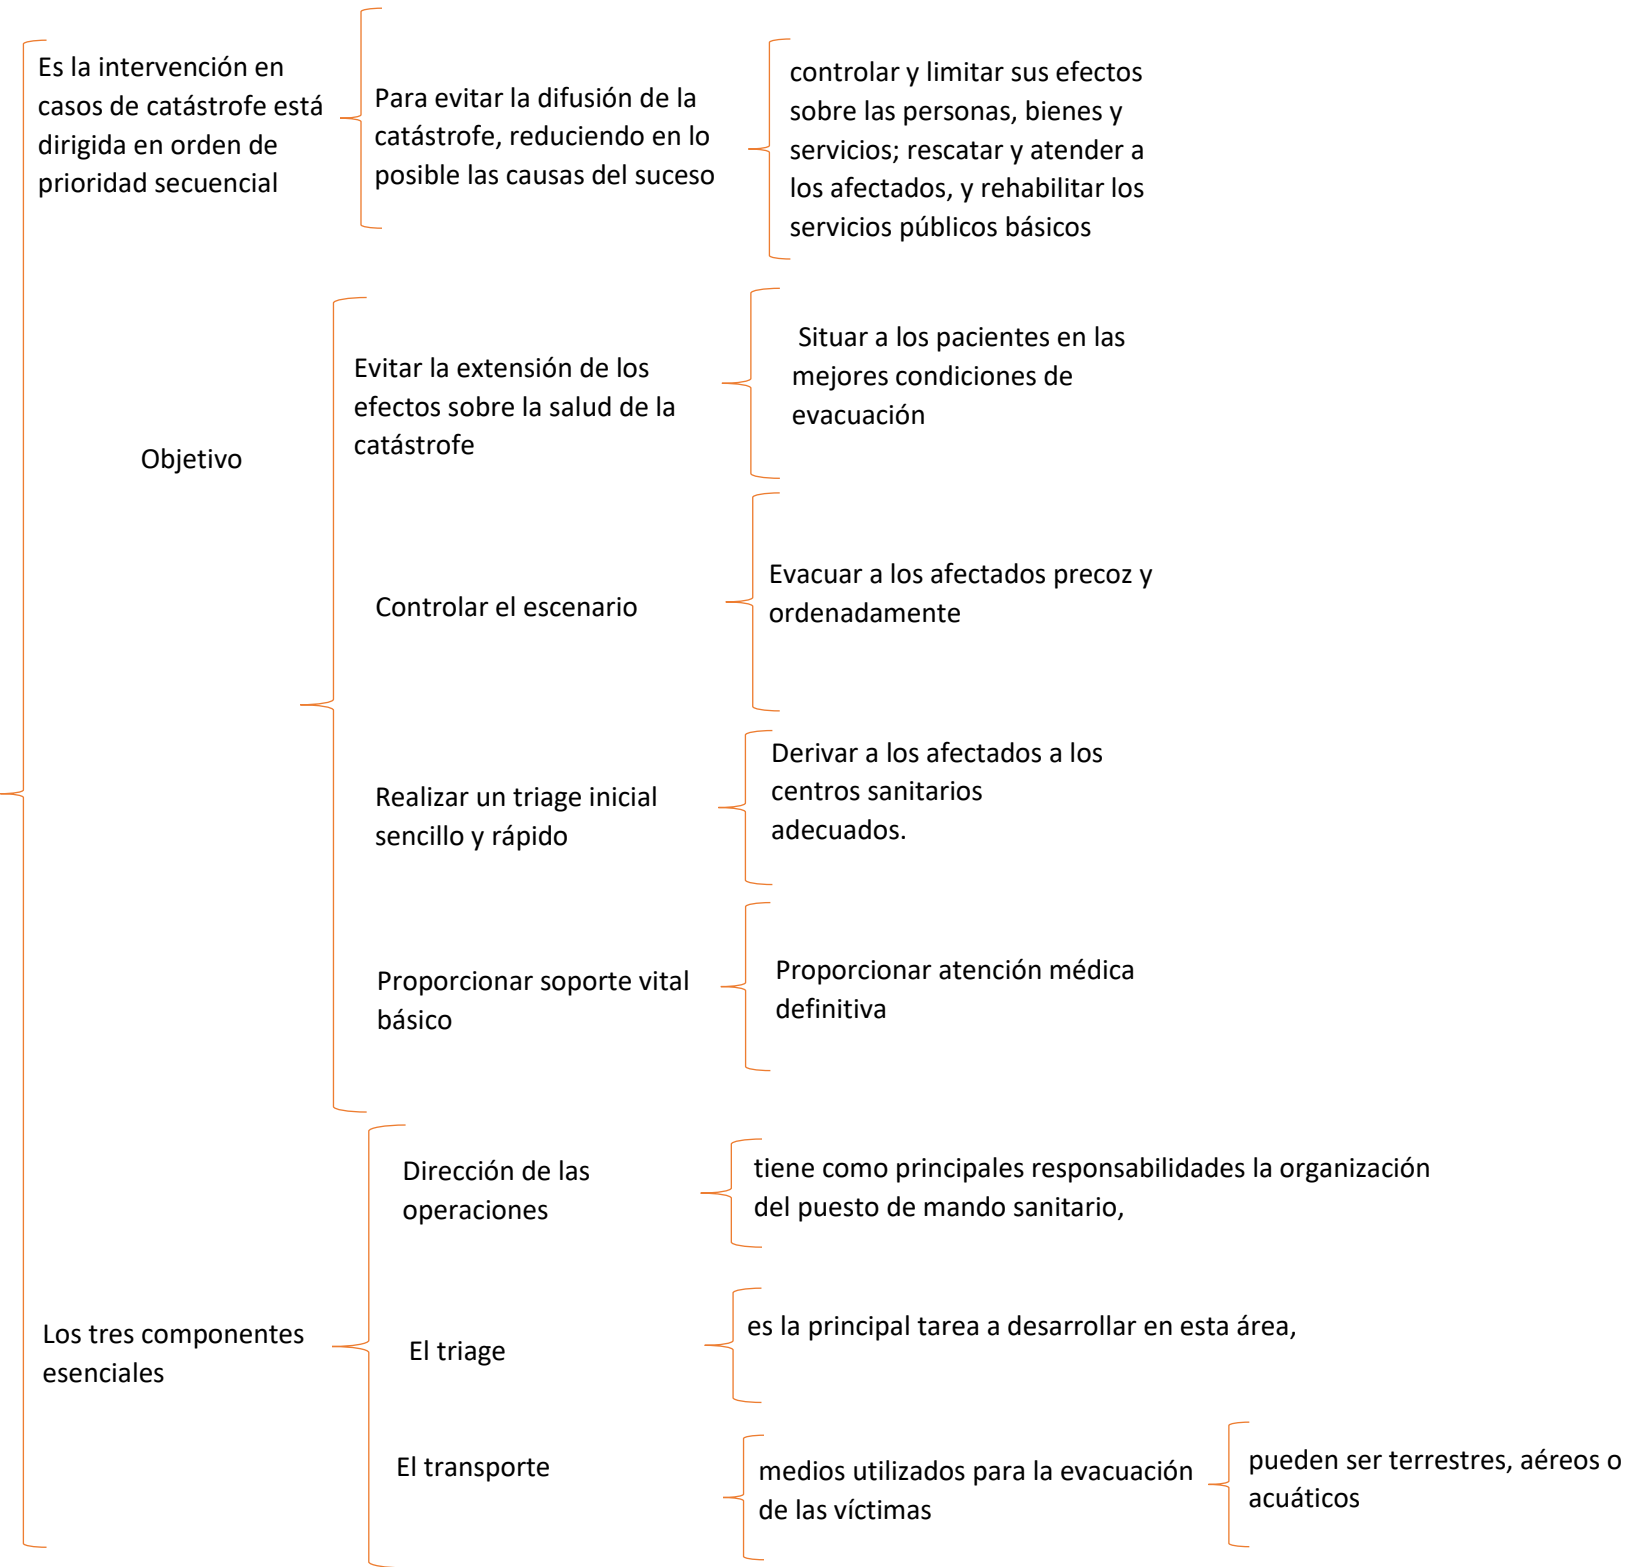 Es la intervención en
casos de catástrofe está
dirigida en orden de
prioridad secuencial
Para evitar la difusión de la
catástrofe, reduciendo en lo
posible las causas del suceso
controlar y limitar sus efectos
sobre las personas, bienes y
servicios; rescatar y atender a
los afectados, y rehabilitar los
servicios públicos básicos
Objetivo
Evitar la extensión de los
efectos sobre la salud de la
catástrofe
Situar a los pacientes en las
mejores condiciones de
evacuación
Controlar el escenario
Evacuar a los afectados precoz y
ordenadamente
Realizar un triage inicial
sencillo y rápido
Derivar a los afectados a los
centros sanitarios
adecuados.
Proporcionar soporte vital
básico
Proporcionar atención médica
definitiva
Los tres componentes
esenciales
Dirección de las
operaciones
tiene como principales responsabilidades la organización
del puesto de mando sanitario,
El triage
es la principal tarea a desarrollar en esta área,
El transporte
medios utilizados para la evacuación
de las víctimas
pueden ser terrestres, aéreos o
acuáticos